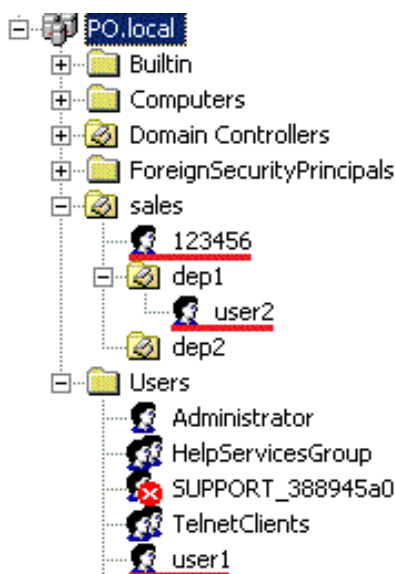 PO.local
Builtin
Computers
Domain Controllers
ForeignSecurityPrincipals
sales
123456
dep1
user2
dep2
Users
Administrator
HelpServicesGroup
SUPPORT_388945a0
TelnetClients
user1